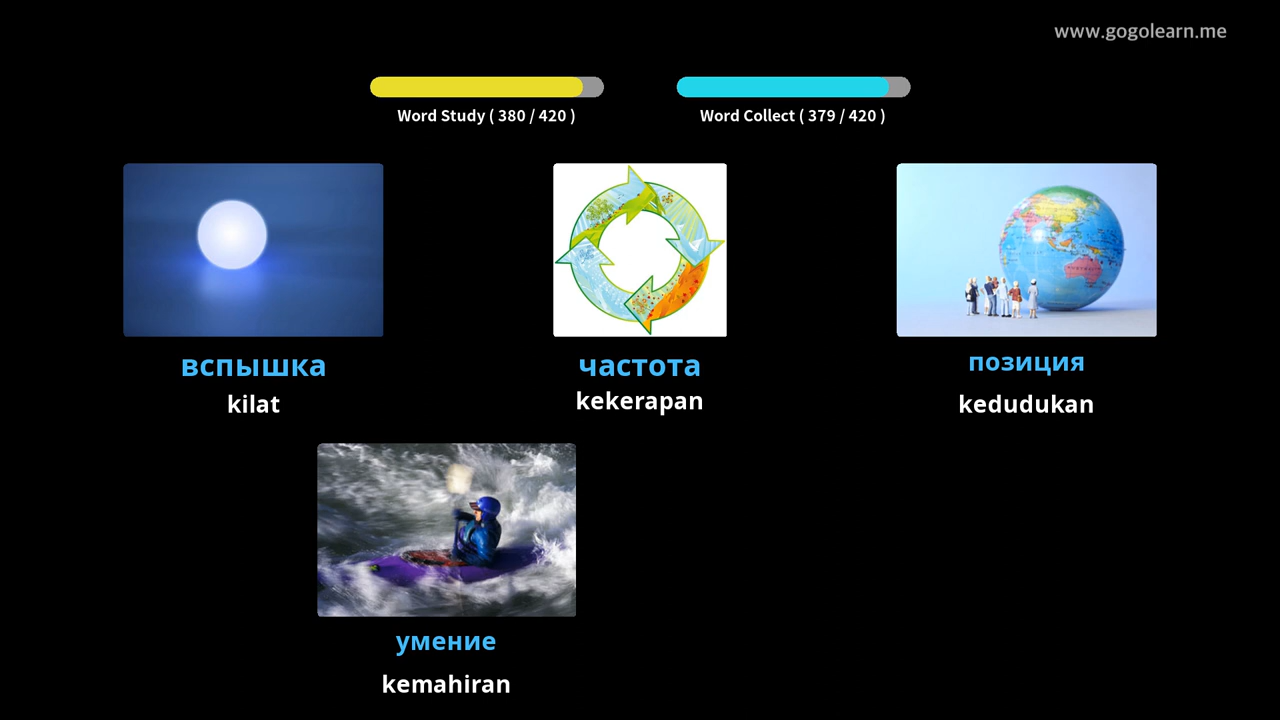 www.gogolearn.me
Word Study ( 380 / 420 )
Word Collect ( 379 / 420 )
вспышка
kilat
частота
kekerapan
позиция
kedudukan
умение
kemahiran